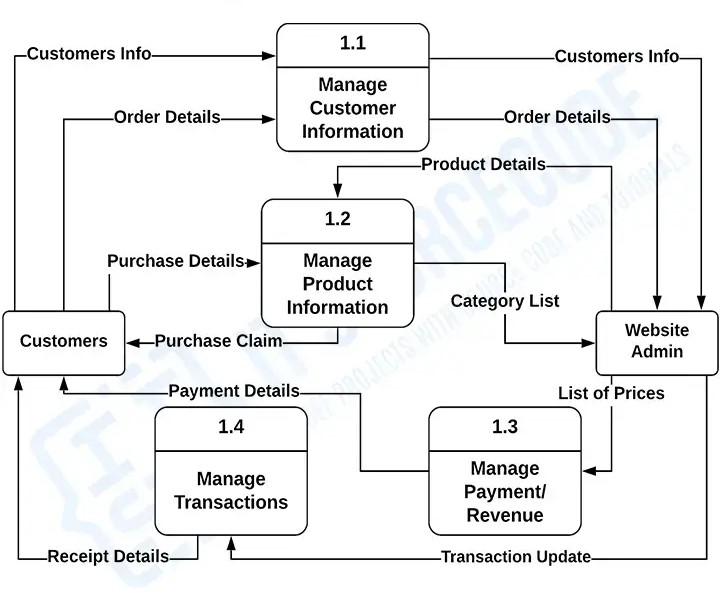 1.1
Customers Info
Customers Info
Manage
Customer
Information
Order Details
Order Details
Product Details
1.2
Manage
Product
Information
Purchase Details
Category List
Customers
Purchase Claim
Website
Admin
Payment Details
List of Prices
1.4
1.3
Manage
Transactions
Manage
Payment/
Revenue
Receipt Details
Transaction Update